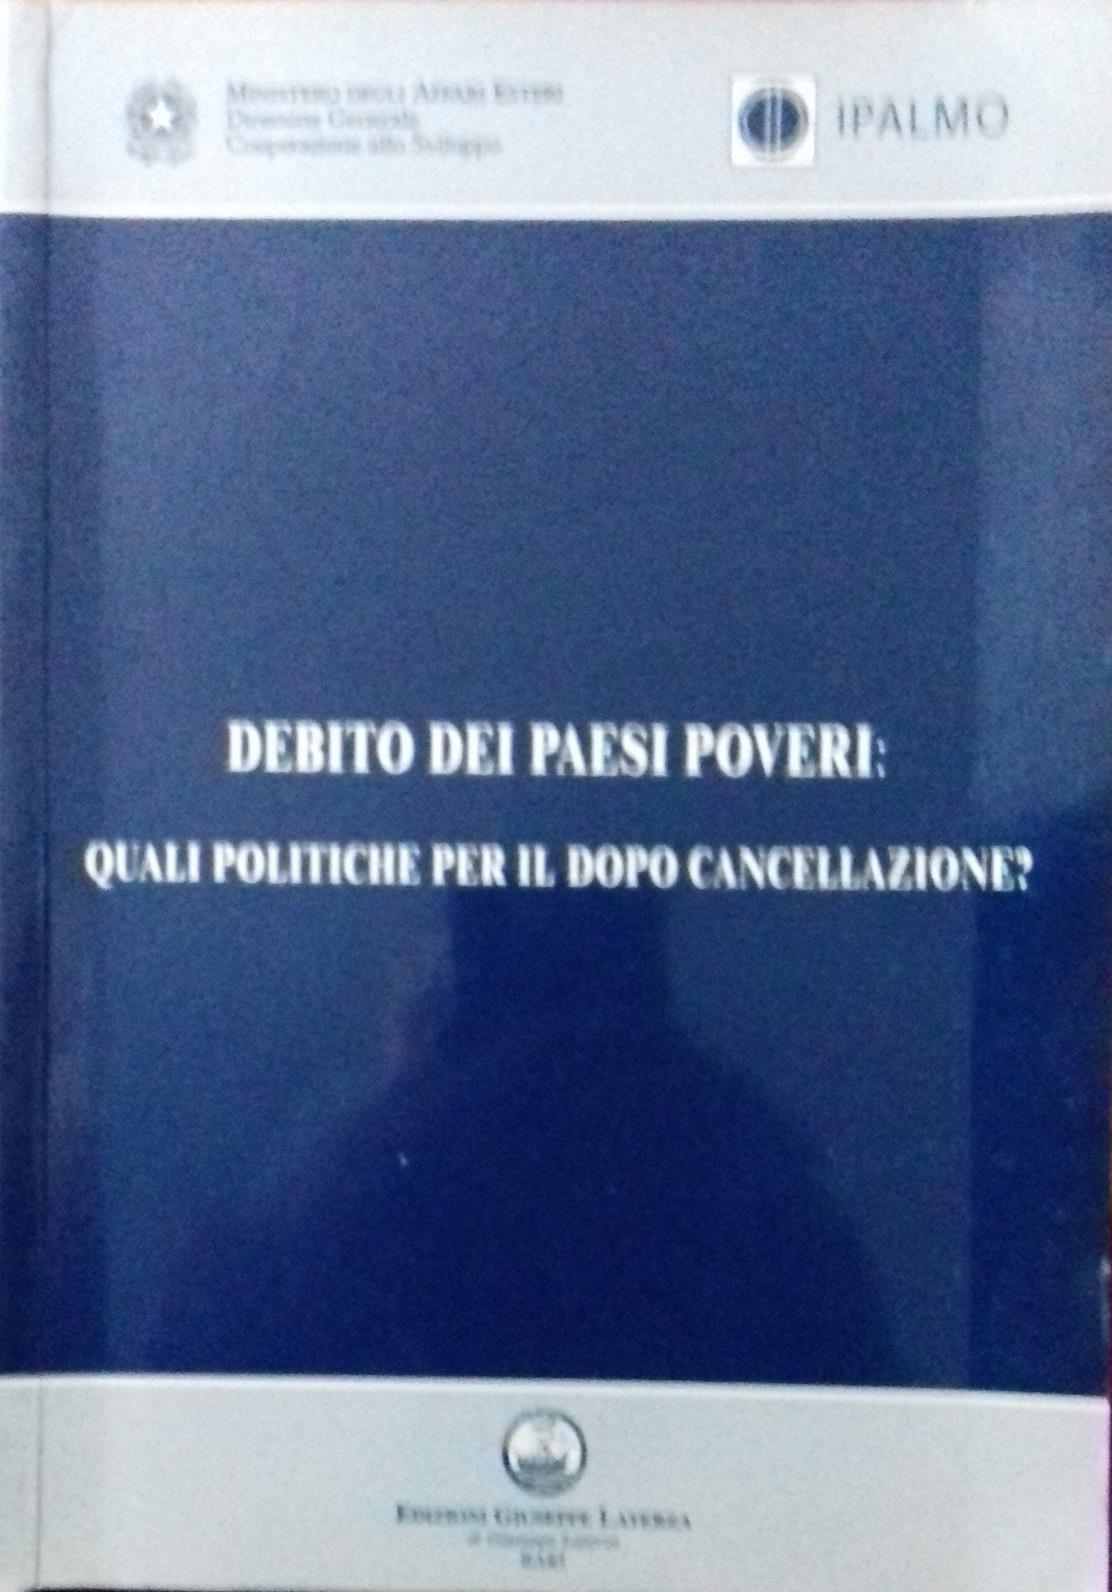 MINISTERO DEGLI AFFARI ESTERI
Direzione Generale
Cooperazione allo Sviluppo
IPALMO
DEBITO DEI PAESI POVERI:
QUALI POLITICHE PER IL DOPO CANCELLAZIONE?
EDIZIONI GIUSEPPE LATERZA
BARI